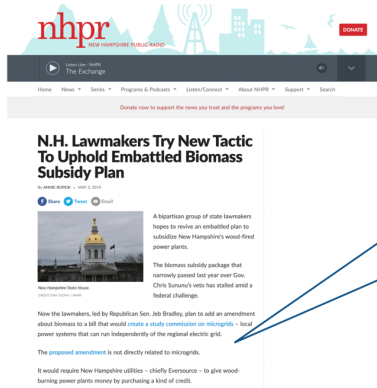 nhpr
NEW HAMPSHIRE PUBLIC RADIO
DONATE
Listen Live · NHPR
The Exchange
Home News Series Programs & Podcasts Listen/Connect About NHPR Support Search
Donate now to support the news you trust and the programs you love!
N.H. Lawmakers Try New Tactic
To Uphold Embattled Biomass
Subsidy Plan
By ANNIE ROPEIK • MAY 3, 2019
Share Tweet Email
A bipartisan group of state lawmakers
hopes to revive an embattled plan to
subsidize New Hampshire's wood-fired
power plants.
The biomass subsidy package that
narrowly passed last year over Gov.
Chris Sununu's veto has stalled amid a
federal challenge.
New Hampshire State House.
CREDIT DAN TUOHY / NHPR
Now the lawmakers, led by Republican Sen. Jeb Bradley, plan to add an amendment
about biomass to a bill that would create a study commission on microgrids – local
power systems that can run independently of the regional electric grid.
The proposed amendment is not directly related to microgrids.
It would require New Hampshire utilities – chiefly Eversource – to give wood-
burning power plants money by purchasing a kind of credit.